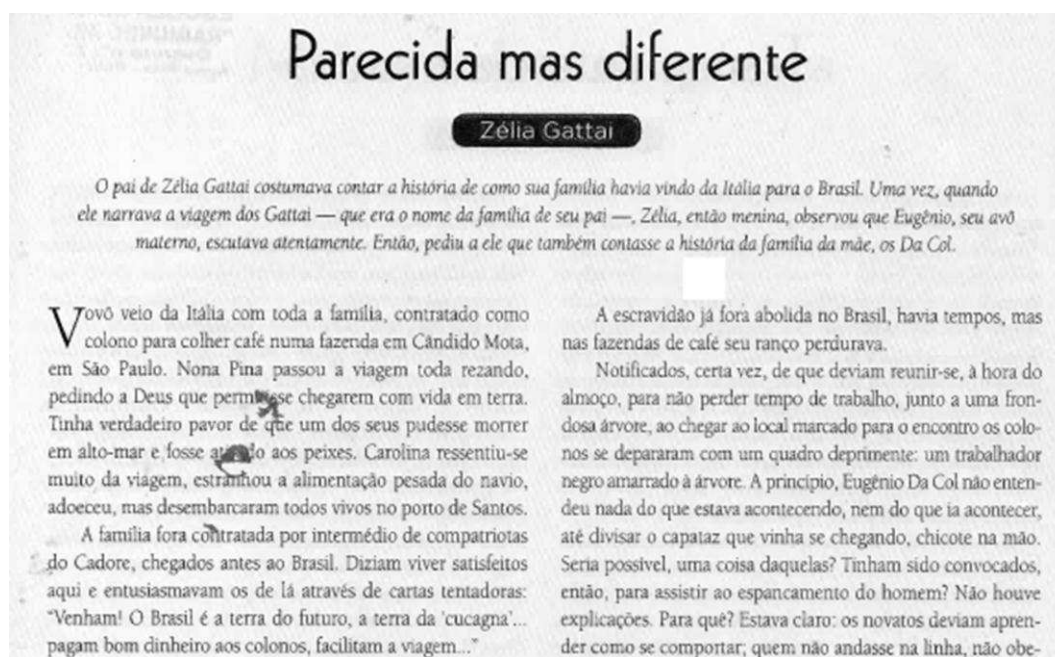 Parecida mas diferente
Zélia Gattai
O pai de Zélia Gattai costumava contar a história de como sua família havia vindo da Itália para o Brasil. Uma vez, quando
ele narrava a viagem dos Gattai — que era o nome da família de seu pai —, Zélia, então menina, observou que Eugênio, seu avô
materno, escutava atentamente. Então, pediu a ele que também contasse a história da família da mãe, os Da Col.
Vovô veio da Itália com toda a família, contratado como
colono para colher café numa fazenda em Cândido Mota,
em São Paulo. Nona Pina passou a viagem toda rezando,
pedindo a Deus que permitisse chegarem com vida em terra.
Tinha verdadeiro pavor de que um dos seus pudesse morrer
em alto-mar e fosse atirado aos peixes. Carolina ressentiu-se
muito da viagem, estranhou a alimentação pesada do navio,
adoeceu, mas desembarcaram todos vivos no porto de Santos.
A família fora contratada por intermédio de compatriotas
do Cadore, chegados antes ao Brasil. Diziam viver satisfeitos
aqui e entusiasmavam os de lá através de cartas tentadoras:
"Venham! O Brasil é a terra do futuro, a terra da 'cucagna'...
pagam bom dinheiro aos colonos, facilitam a viagem..."
A escravidão já fora abolida no Brasil, havia tempos, mas
nas fazendas de café seu ranço perdurava.
Notificados, certa vez, de que deviam reunir-se, à hora do
almoço, para não perder tempo de trabalho, junto a uma fron-
dosa árvore, ao chegar ao local marcado para o encontro os colo-
nos se depararam com um quadro deprimente: um trabalhador
negro amarrado à árvore. A princípio, Eugênio Da Col não enten-
deu nada do que estava acontecendo, nem do que ia acontecer,
até divisar o capataz que vinha se chegando, chicote na mão.
Seria possível, uma coisa daquelas? Tinham sido convocados,
então, para assistir ao espancamento do homem? Não houve
explicações. Para quê? Estava claro: os novatos deviam apren-
der como se comportar; quem não andasse na linha, não obe-